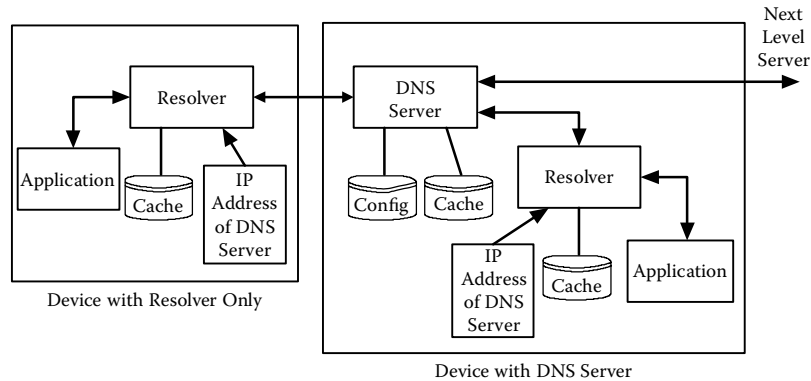 Next
Level
Server
Resolver
Application
Cache
IP
Address
of DNS
Server
Device with Resolver Only
DNS
Server
Config
Cache
Resolver
IP
Address
of DNS
Server
Cache
Application
Device with DNS Server